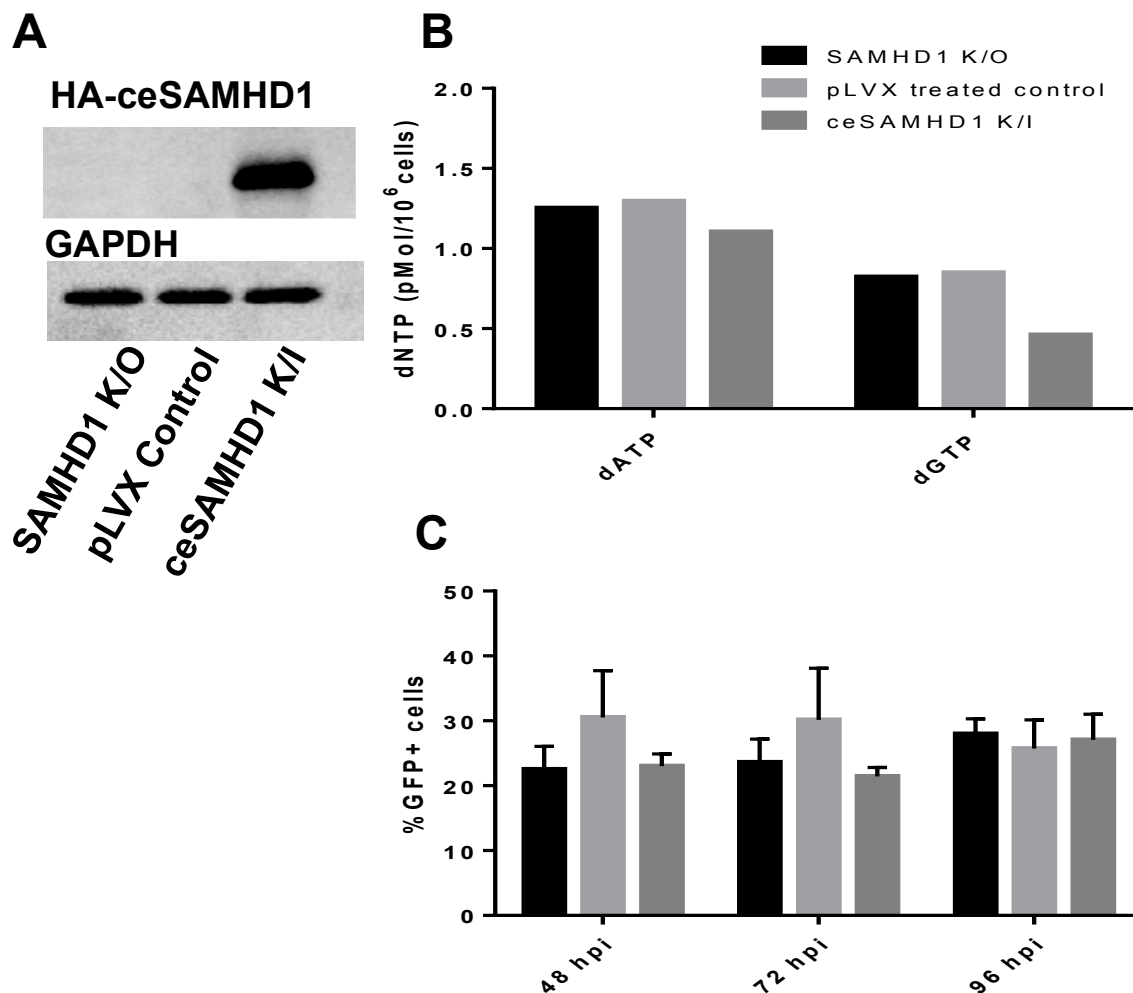 A
HA-ceSAMHD1
GAPDH
SAMHD1 K/O
pLVX Control
ceSAMHD1 K/I
B
SAMHD1 K/O
pLVX treated control
ceSAMHD1 K/I
dNTP (pMol/10⁶ cells)
2.0
1.5
1.0
0.5
0.0
dATP
dGTP
C
%GFP+ cells
50
40
30
20
10
0
48 hpi
72 hpi
96 hpi